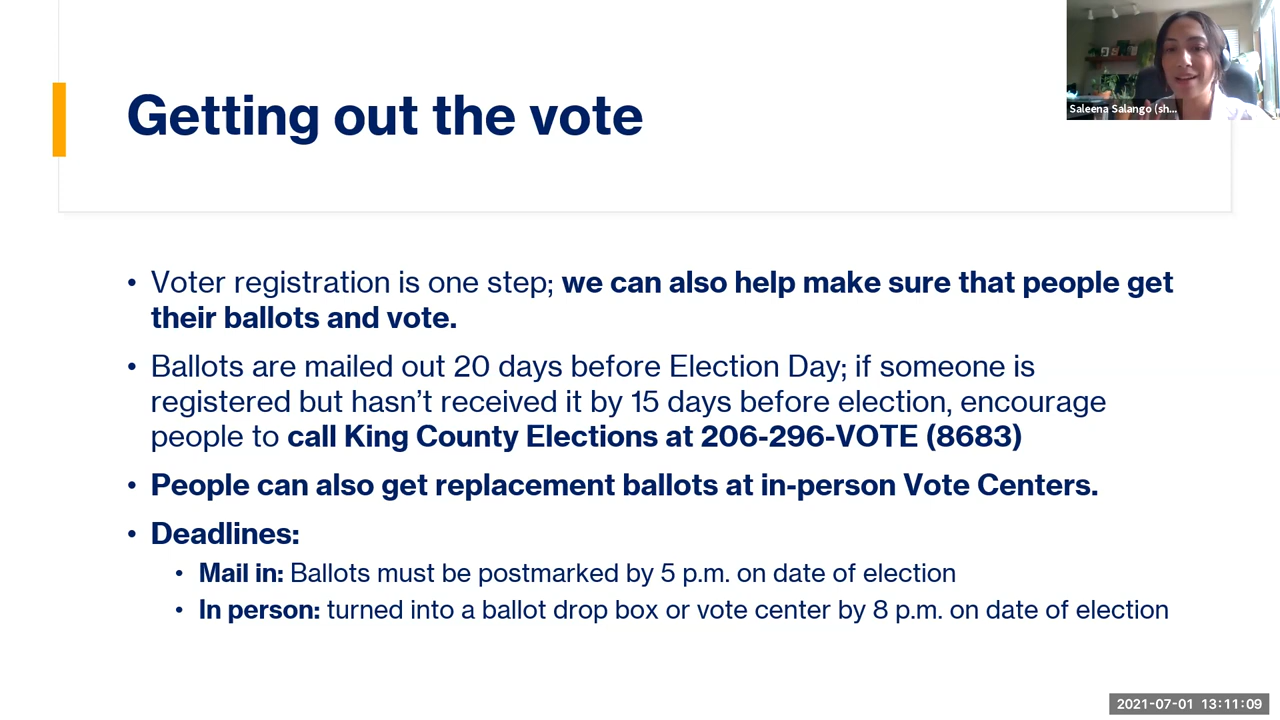 Saleena Salango (sh...
Getting out the vote
• Voter registration is one step; we can also help make sure that people get
their ballots and vote.
• Ballots are mailed out 20 days before Election Day; if someone is
registered but hasn’t received it by 15 days before election, encourage
people to call King County Elections at 206-296-VOTE (8683)
• People can also get replacement ballots at in-person Vote Centers.
• Deadlines:
• Mail in: Ballots must be postmarked by 5 p.m. on date of election
• In person: turned into a ballot drop box or vote center by 8 p.m. on date of election
2021-07-01 13:11:09